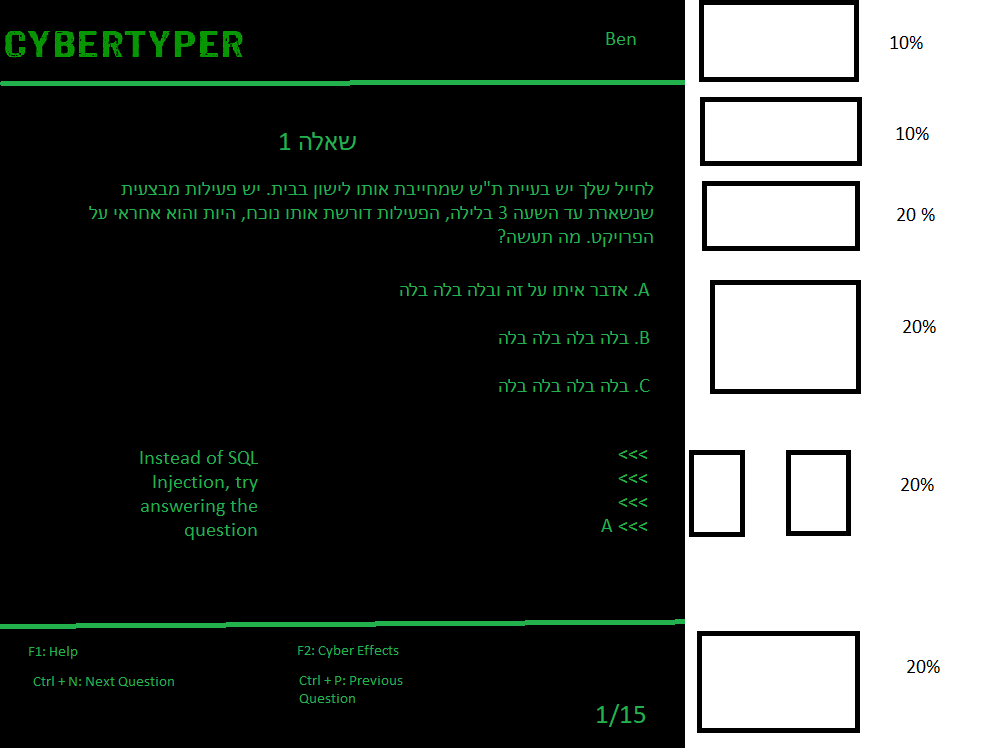 CYBERTYPER
Ben
10%
10%
שאלה 1
לחייל שלך יש בעיית ת"ש שמחייבת אותו לישון בבית. יש פעילות מבצעית
שנשארת עד השעה 3 בלילה, הפעילות דורשת אותו נוכח, היות והוא אחראי על
הפרויקט. מה תעשה?
20 %
A. אדבר איתו על זה ובלה בלה בלה
B. בלה בלה בלה בלה
C. בלה בלה בלה בלה
20%
Instead of SQL
Injection, try
answering the
question
<<<
<<<
<<<
A <<<
20%
F1: Help
F2: Cyber Effects
Ctrl + N: Next Question
Ctrl + P: Previous
Question
1/15
20%